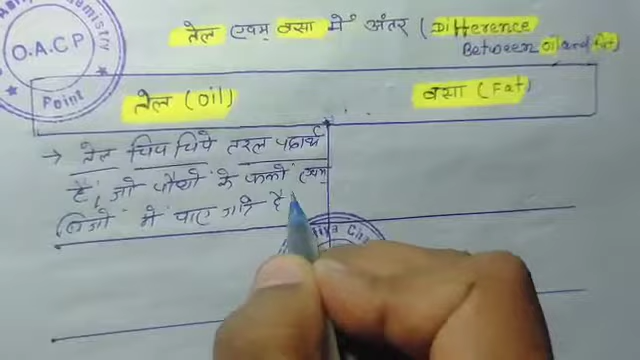 तेल एवम् वसा में अंतर (Difference
Between oil and Fat)
O.A.C.P
Point
तेल (Oil)
वसा (Fat)
→ तेल चिप चिपे तरल पदार्थ
है, जो पौधो के फलो एवम्
बिजो में पाए जाते है